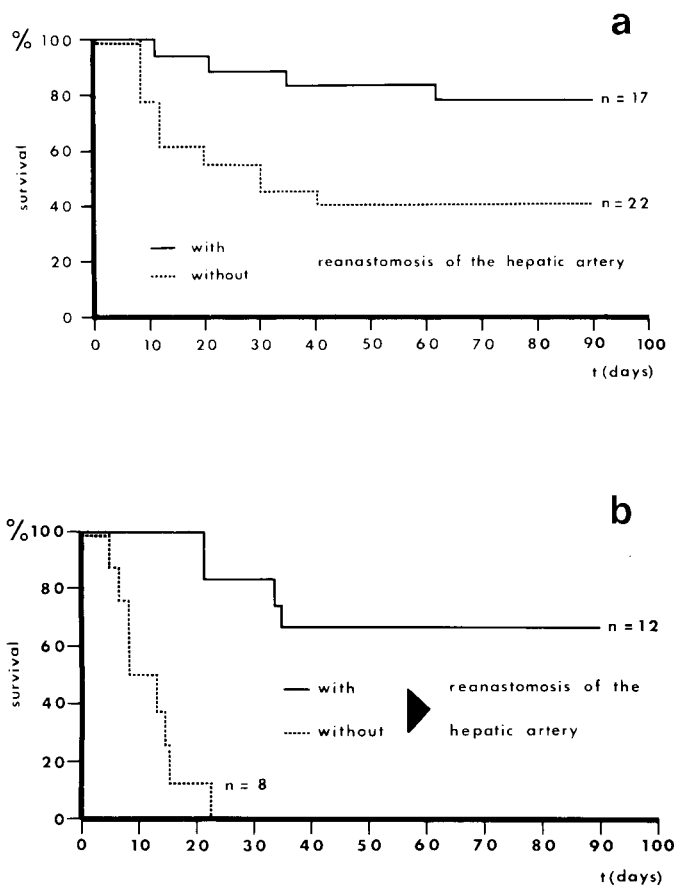 a
% 100
80
60
40
20
0
survival
n = 17
n = 22
with
without
reanastomosis of the hepatic artery
0 10 20 30 40 50 60 70 80 90 100
t (days)
b
% 100
80
60
40
20
0
survival
n = 12
with
without
reanastomosis of the
hepatic artery
n = 8
0 10 20 30 40 50 60 70 80 90 100
t (days)